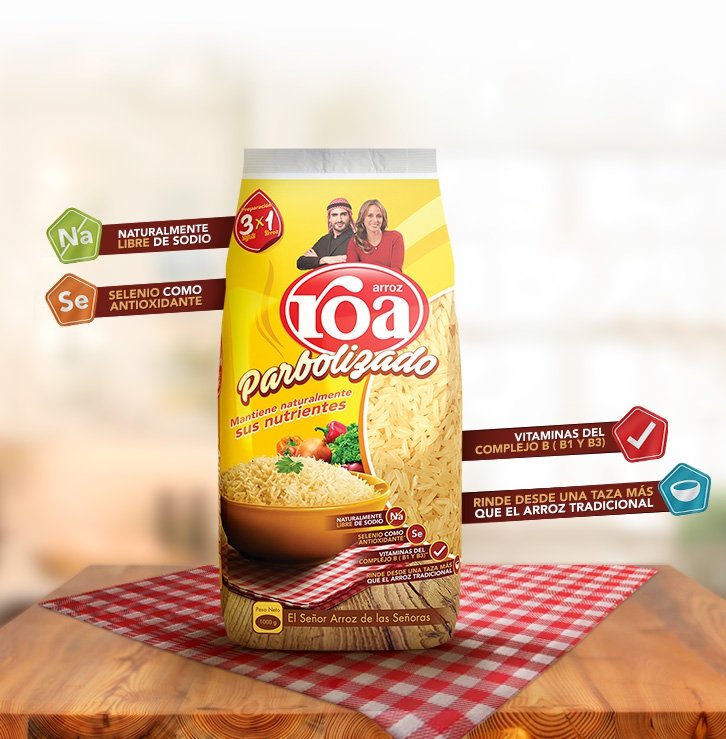 Na
NATURALMENTE
LIBRE DE SODIO
Se
SELENIO COMO
ANTIOXIDANTE
Preparación
3x1
arroz
roa
Parbolizado
Mantiene naturalmente
sus nutrientes
VITAMINAS DEL
COMPLEJO B ( B1 Y B3)
RINDE DESDE UNA TAZA MÁS
QUE EL ARROZ TRADICIONAL
NATURALMENTE
LIBRE DE SODIO
Na
SELENIO COMO
ANTIOXIDANTE
Se
VITAMINAS DEL
COMPLEJO B ( B1 Y B3)
RINDE DESDE UNA TAZA MÁS
QUE EL ARROZ TRADICIONAL
Peso Neto
1000 g
El Señor Arroz de las Señoras